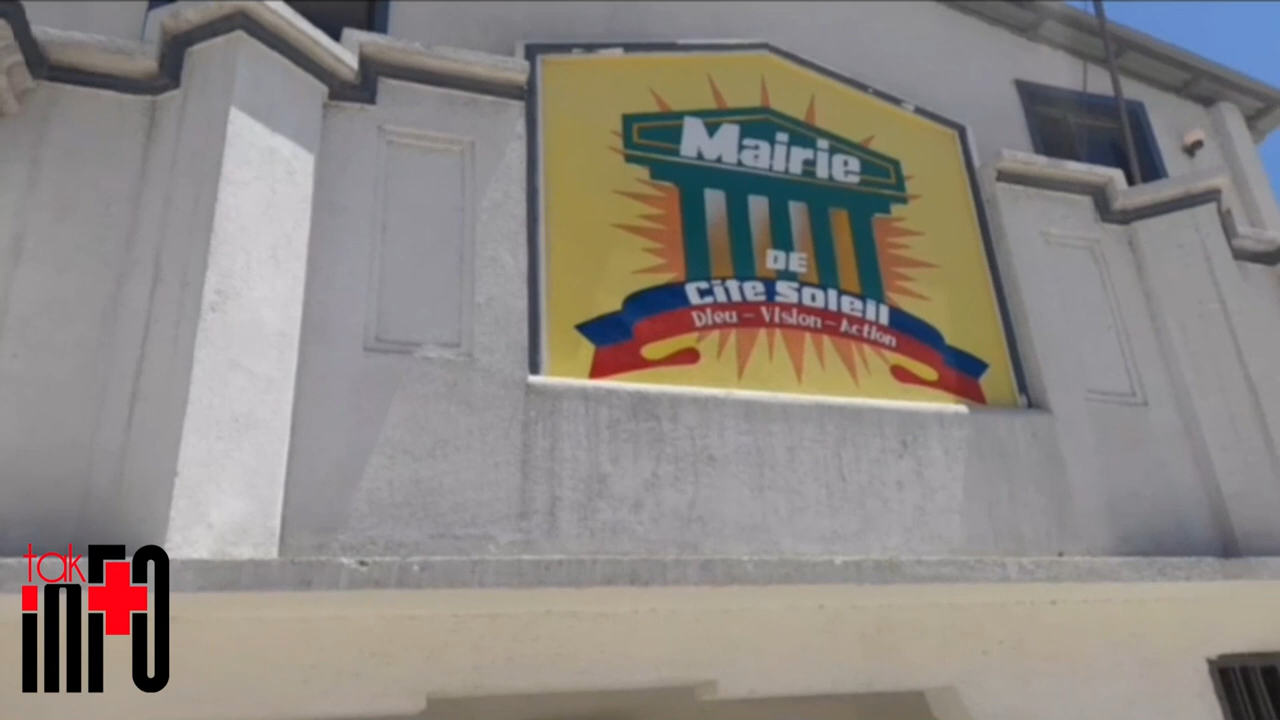 Mairie
DE
Cite Soleil
Dieu - Vision - Action
tak
infO